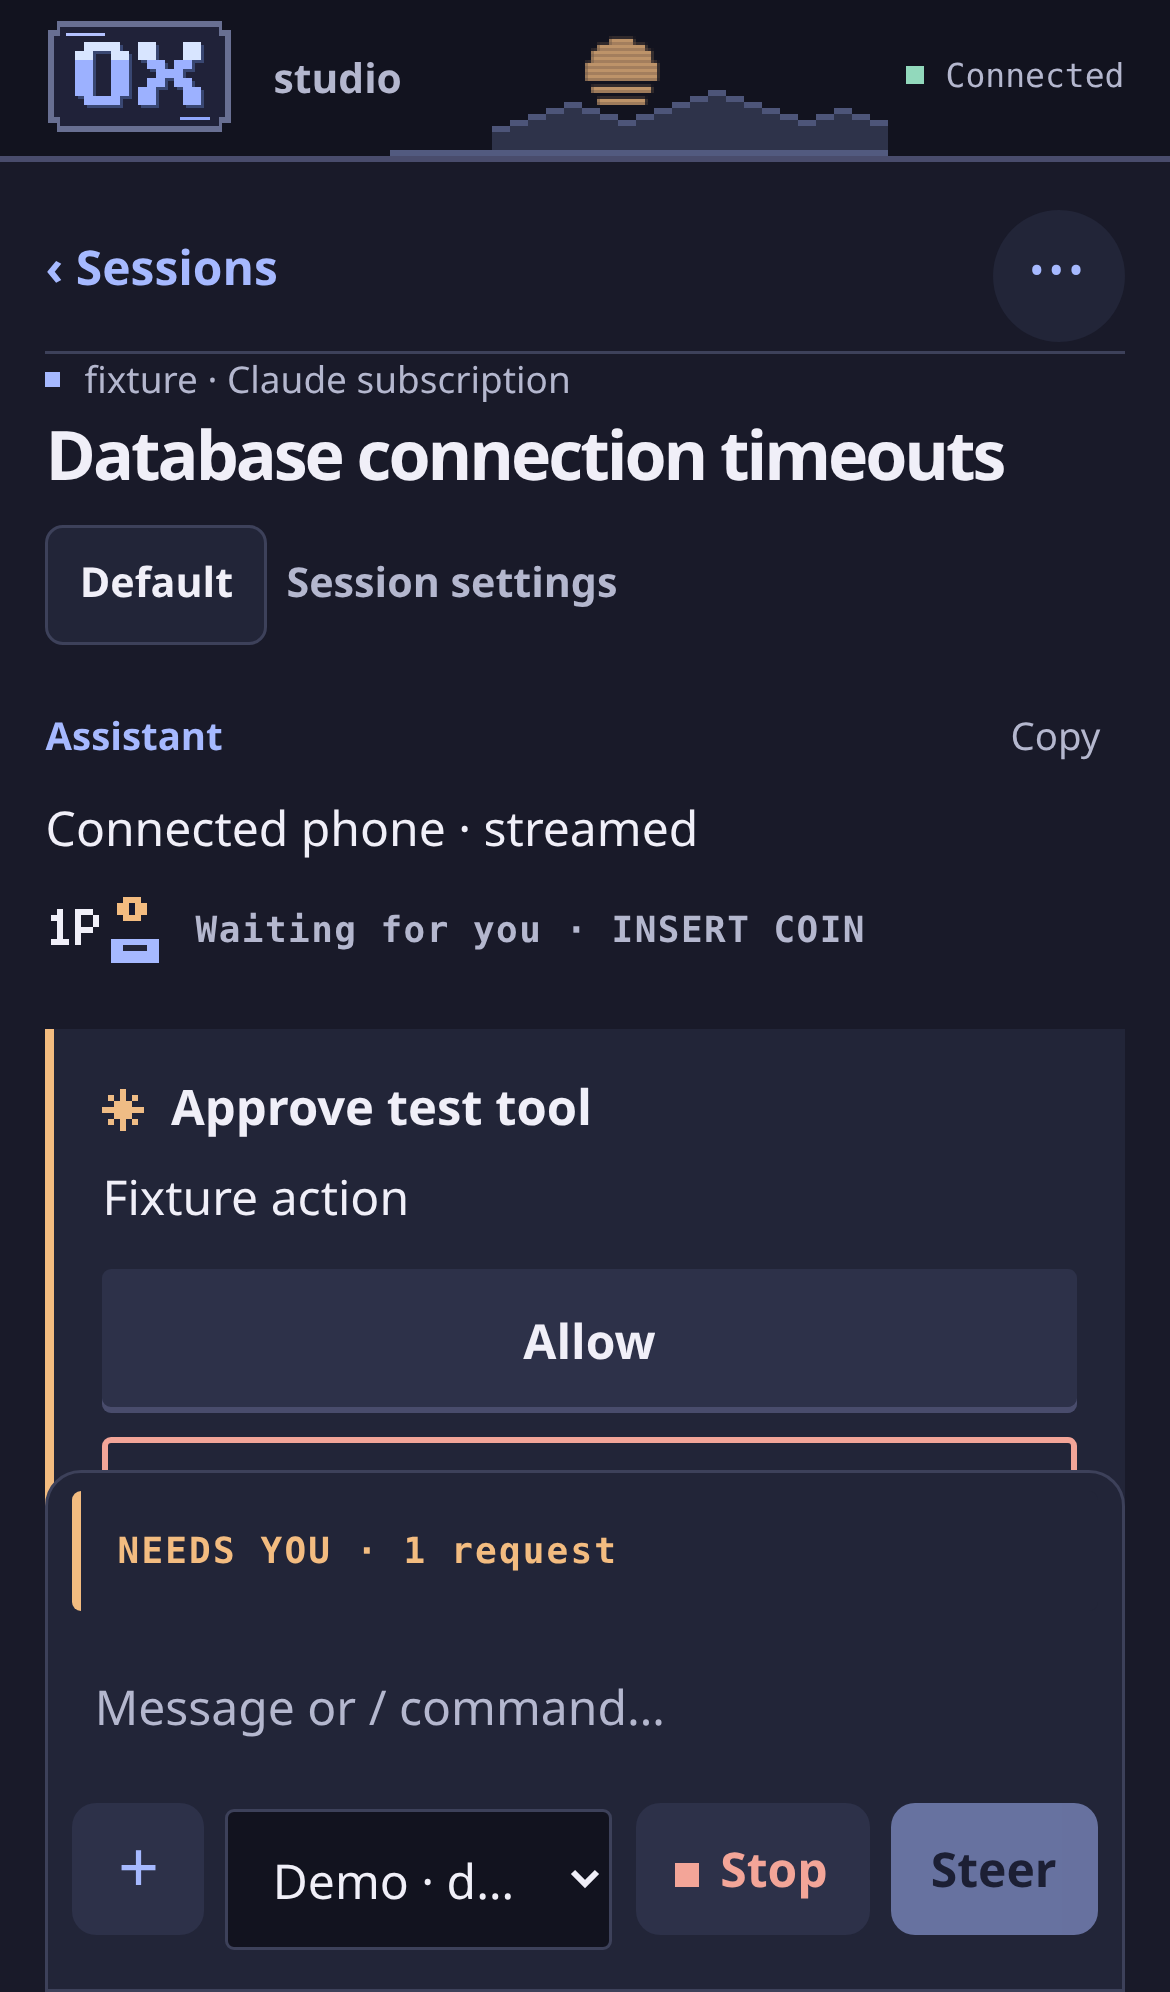 OX studio
Connected
‹ Sessions
...
fixture · Claude subscription
Database connection timeouts
Default Session settings
Assistant Copy
Connected phone · streamed
1P Waiting for you · INSERT COIN
Approve test tool
Fixture action
Allow
NEEDS YOU · 1 request
Message or / command...
+ Demo · d... Stop Steer